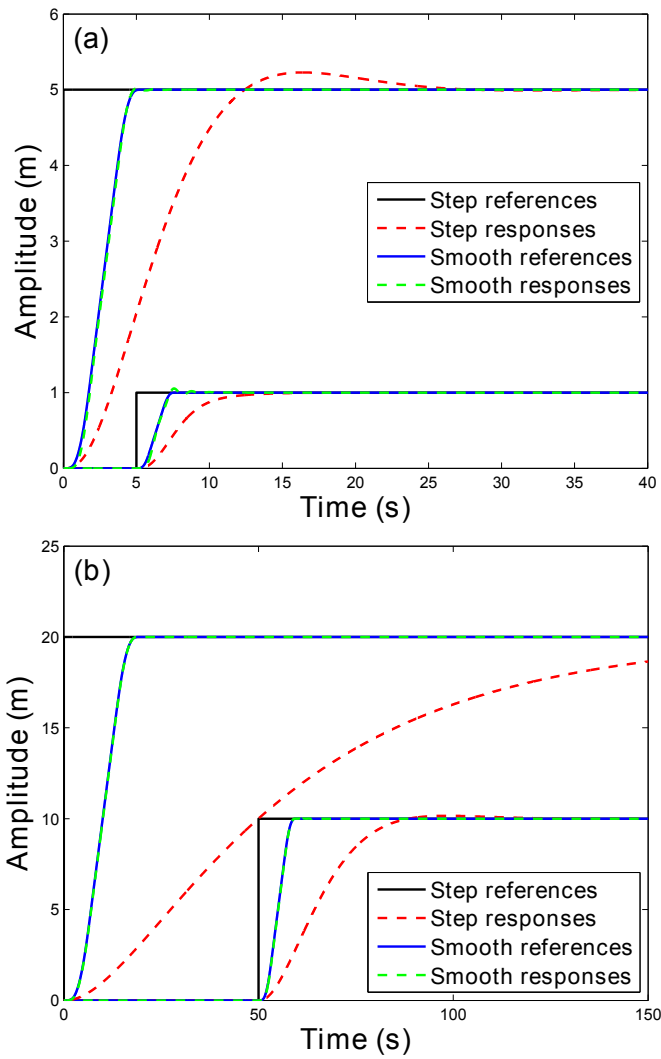 (a)
6
5
4
3
2
1
0
Amplitude (m)
Step references
Step responses
Smooth references
Smooth responses
0 5 10 15 20 25 30 35 40
Time (s)
(b)
25
20
15
10
5
0
Amplitude (m)
Step references
Step responses
Smooth references
Smooth responses
0 50 100 150
Time (s)